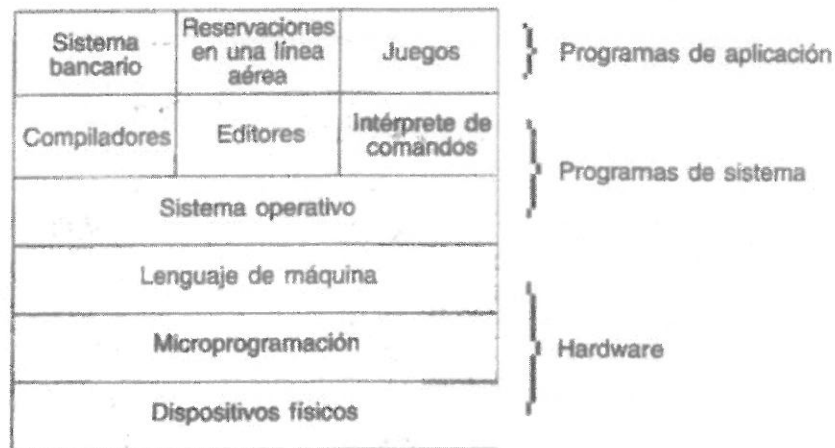 Sistema
bancario
Reservaciones
en una línea
aérea
Juegos
Programas de aplicación
Compiladores
Editores
Intérprete de
comandos
Programas de sistema
Sistema operativo
Lenguaje de máquina
Microprogramación
Hardware
Dispositivos físicos